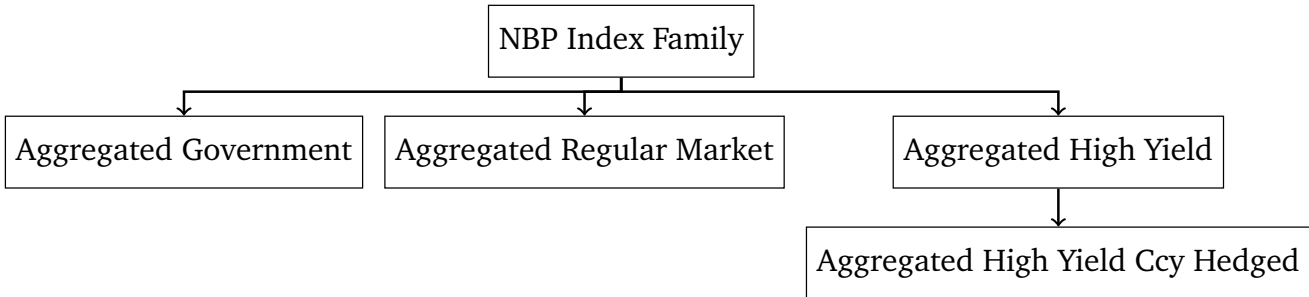 NBP Index Family
Aggregated Government
Aggregated Regular Market
Aggregated High Yield
Aggregated High Yield Ccy Hedged